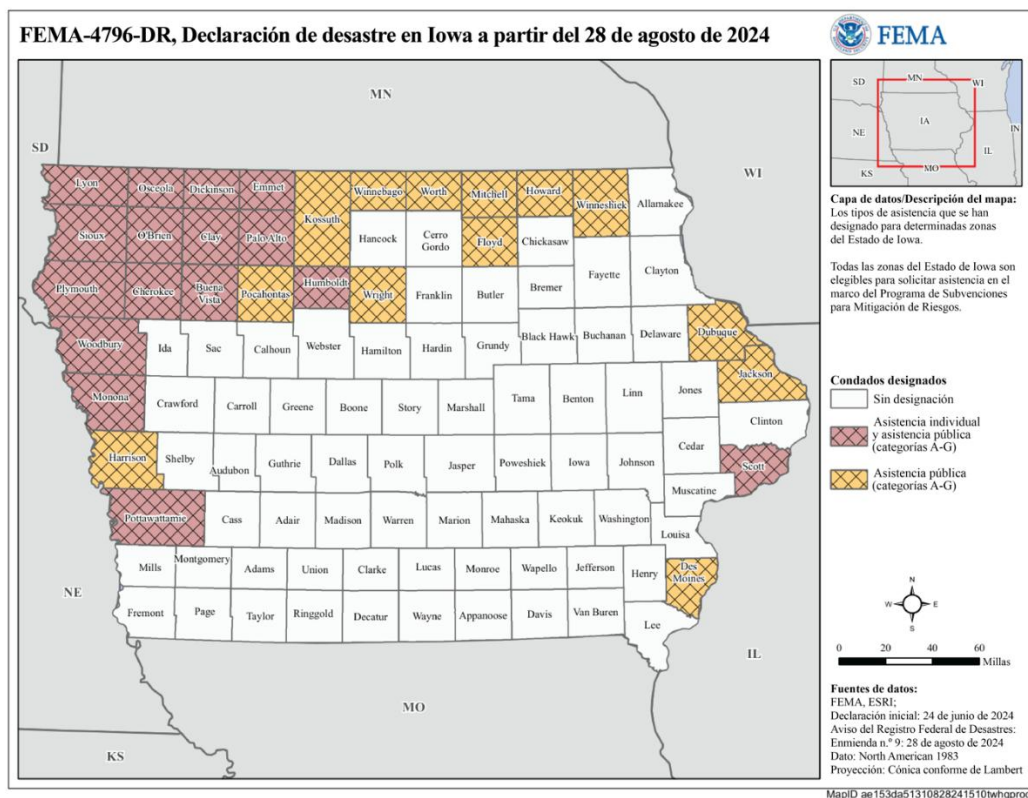 FEMA-4796-DR, Declaración de desastre en Iowa a partir del 28 de agosto de 2024
FEMA
MN
SD
WI
NE
IL
MO
KS
Lyon
Osceola
Dickinson
Emmet
Kossuth
Winnebago
Worth
Mitchell
Howard
Winneshiek
Allamakee
Sioux
O'Brien
Clay
Palo Alto
Hancock
Cerro
Gordo
Floyd
Chickasaw
Fayette
Clayton
Plymouth
Cherokee
Buena
Vista
Pocahontas
Humboldt
Wright
Franklin
Butler
Bremer
Woodbury
Ida
Sac
Calhoun
Webster
Hamilton
Hardin
Grundy
Black Hawk
Buchanan
Delaware
Dubuque
Jackson
Monona
Crawford
Carroll
Greene
Boone
Story
Marshall
Tama
Benton
Linn
Jones
Clinton
Harrison
Shelby
Audubon
Guthrie
Dallas
Polk
Jasper
Poweshiek
Iowa
Johnson
Cedar
Scott
Muscatine
Pottawattamie
Cass
Adair
Madison
Warren
Marion
Mahaska
Keokuk
Washington
Louisa
Mills
Montgomery
Adams
Union
Clarke
Lucas
Monroe
Wapello
Jefferson
Henry
Des
Moines
Fremont
Page
Taylor
Ringgold
Decatur
Wayne
Appanoose
Davis
Van Buren
Lee
SD
MN
WI
NE
IA
IL
IN
KS
MO
Capa de datos/Descripción del mapa:
Los tipos de asistencia que se han
designado para determinadas zonas
del Estado de Iowa.
Todas las zonas del Estado de Iowa son
elegibles para solicitar asistencia en el
marco del Programa de Subvenciones
para Mitigación de Riesgos.
Condados designados
Sin designación
Asistencia individual
y asistencia pública
(categorías A-G)
Asistencia pública
(categorías A-G)
N
W
E
S
0 20 40 60
Millas
Fuentes de datos:
FEMA, ESRI;
Declaración inicial: 24 de junio de 2024
Aviso del Registro Federal de Desastres:
Enmienda n.º 9: 28 de agosto de 2024
Dato: North American 1983
Proyección: Cónica conforme de Lambert
MapID ae153da51310828241510twhqprod